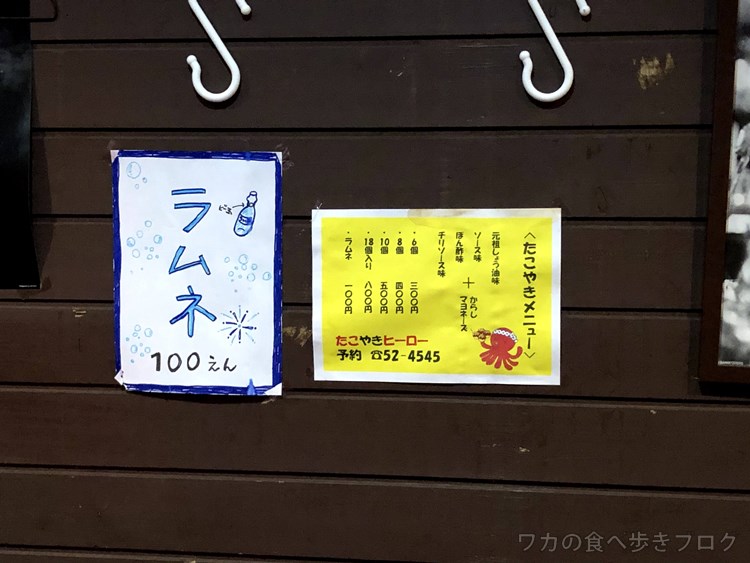 ラムネ
100えん
〈たこやきメニュー〉
元祖しょう油味
ソース味
ぽん酢味
チリソース味
+
からし
マヨネーズ
・6個 三〇〇円
・8個 四〇〇円
・10個 五〇〇円
・18個入り 八〇〇円
・ラムネ 一〇〇円
たこやきヒーロー
予約 ☎52-4545
ワカの食べ歩きブログ